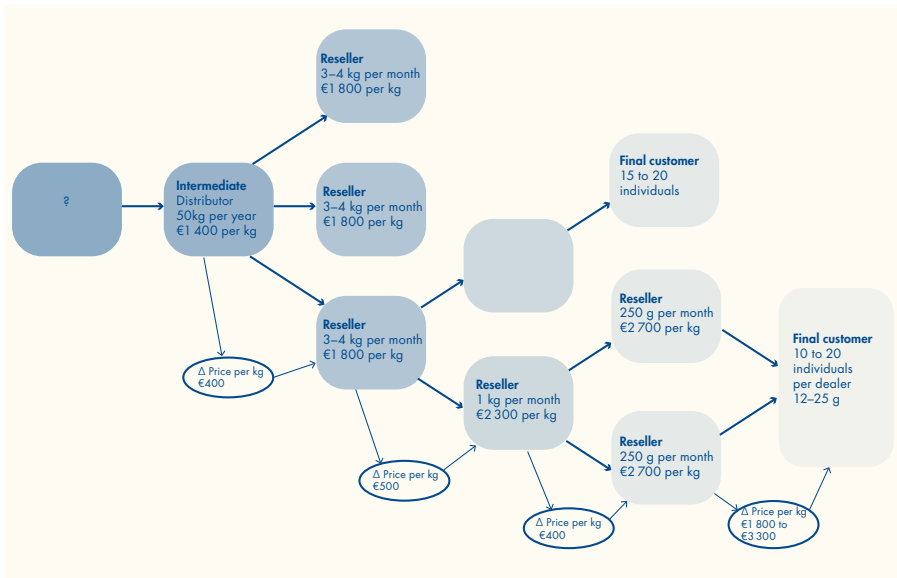 Reseller
3–4 kg per month
€1 800 per kg
?
Intermediate
Distributor
50kg per year
€1 400 per kg
Reseller
3–4 kg per month
€1 800 per kg
Final customer
15 to 20
individuals
Reseller
3–4 kg per month
€1 800 per kg
Reseller
250 g per month
€2 700 per kg
Final customer
10 to 20
individuals
per dealer
12–25 g
Δ Price per kg
€400
Reseller
1 kg per month
€2 300 per kg
Reseller
250 g per month
€2 700 per kg
Δ Price per kg
€500
Δ Price per kg
€400
Δ Price per kg
€1 800 to
€3 300